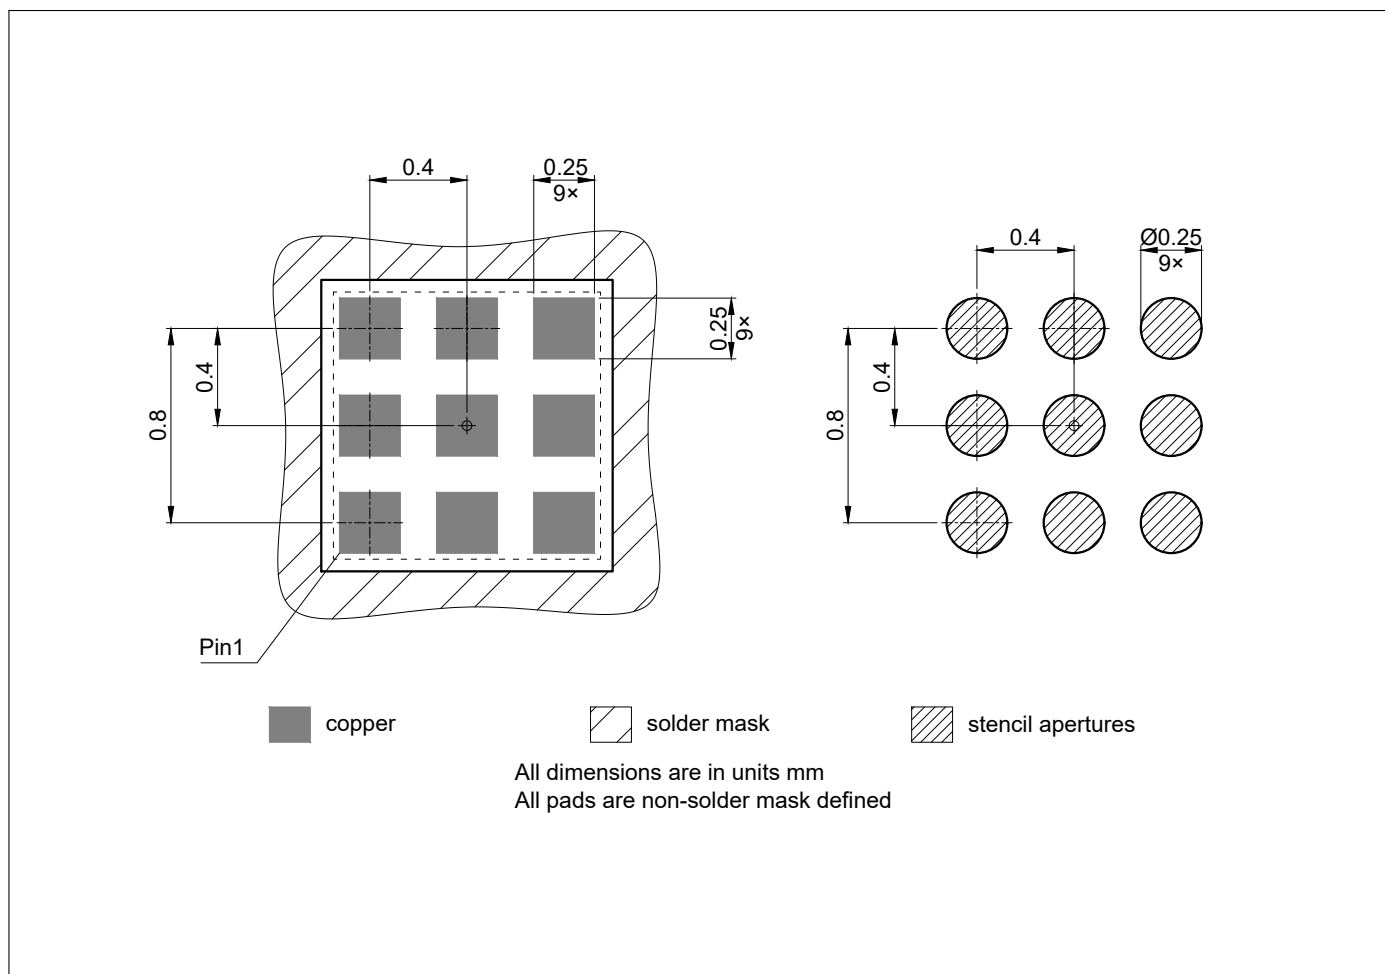 0.4
0.25
9×
0.25
9×
0.8
0.4
Pin1
0.4
Ø0.25
9×
0.8
0.4
copper
solder mask
stencil apertures
All dimensions are in units mm
All pads are non-solder mask defined